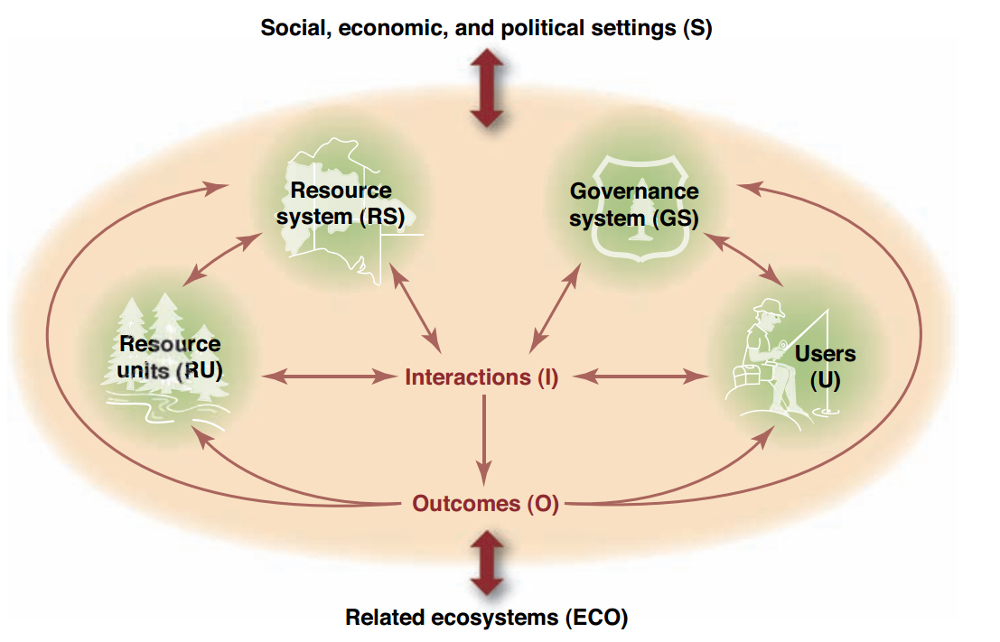 Social, economic, and political settings (S)
Resource
system (RS)
Governance
system (GS)
Resource
units (RU)
Interactions (I)
Users
(U)
Outcomes (O)
Related ecosystems (ECO)